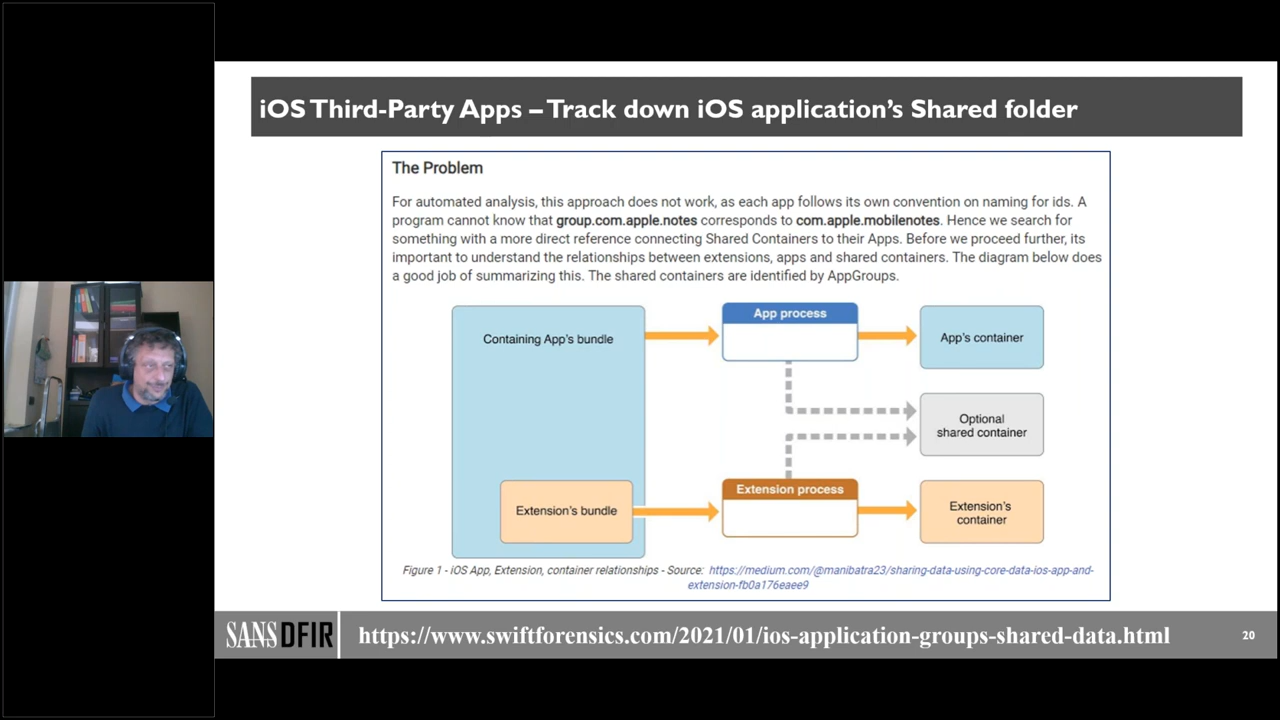 iOS Third-Party Apps – Track down iOS application's Shared folder
The Problem
For automated analysis, this approach does not work, as each app follows its own convention on naming for ids. A
program cannot know that group.com.apple.notes corresponds to com.apple.mobilenotes. Hence we search for
something with a more direct reference connecting Shared Containers to their Apps. Before we proceed further, its
important to understand the relationships between extensions, apps and shared containers. The diagram below does
a good job of summarizing this. The shared containers are identified by AppGroups.
Containing App's bundle
App process
App's container
Optional
shared container
Extension's bundle
Extension process
Extension's
container
Figure 1 - iOS App, Extension, container relationships - Source: https://medium.com/@manibatra23/sharing-data-using-core-data-ios-app-and-
extension-fb0a176eaee9
SANS DFIR
https://www.swiftforensics.com/2021/01/ios-application-groups-shared-data.html
20